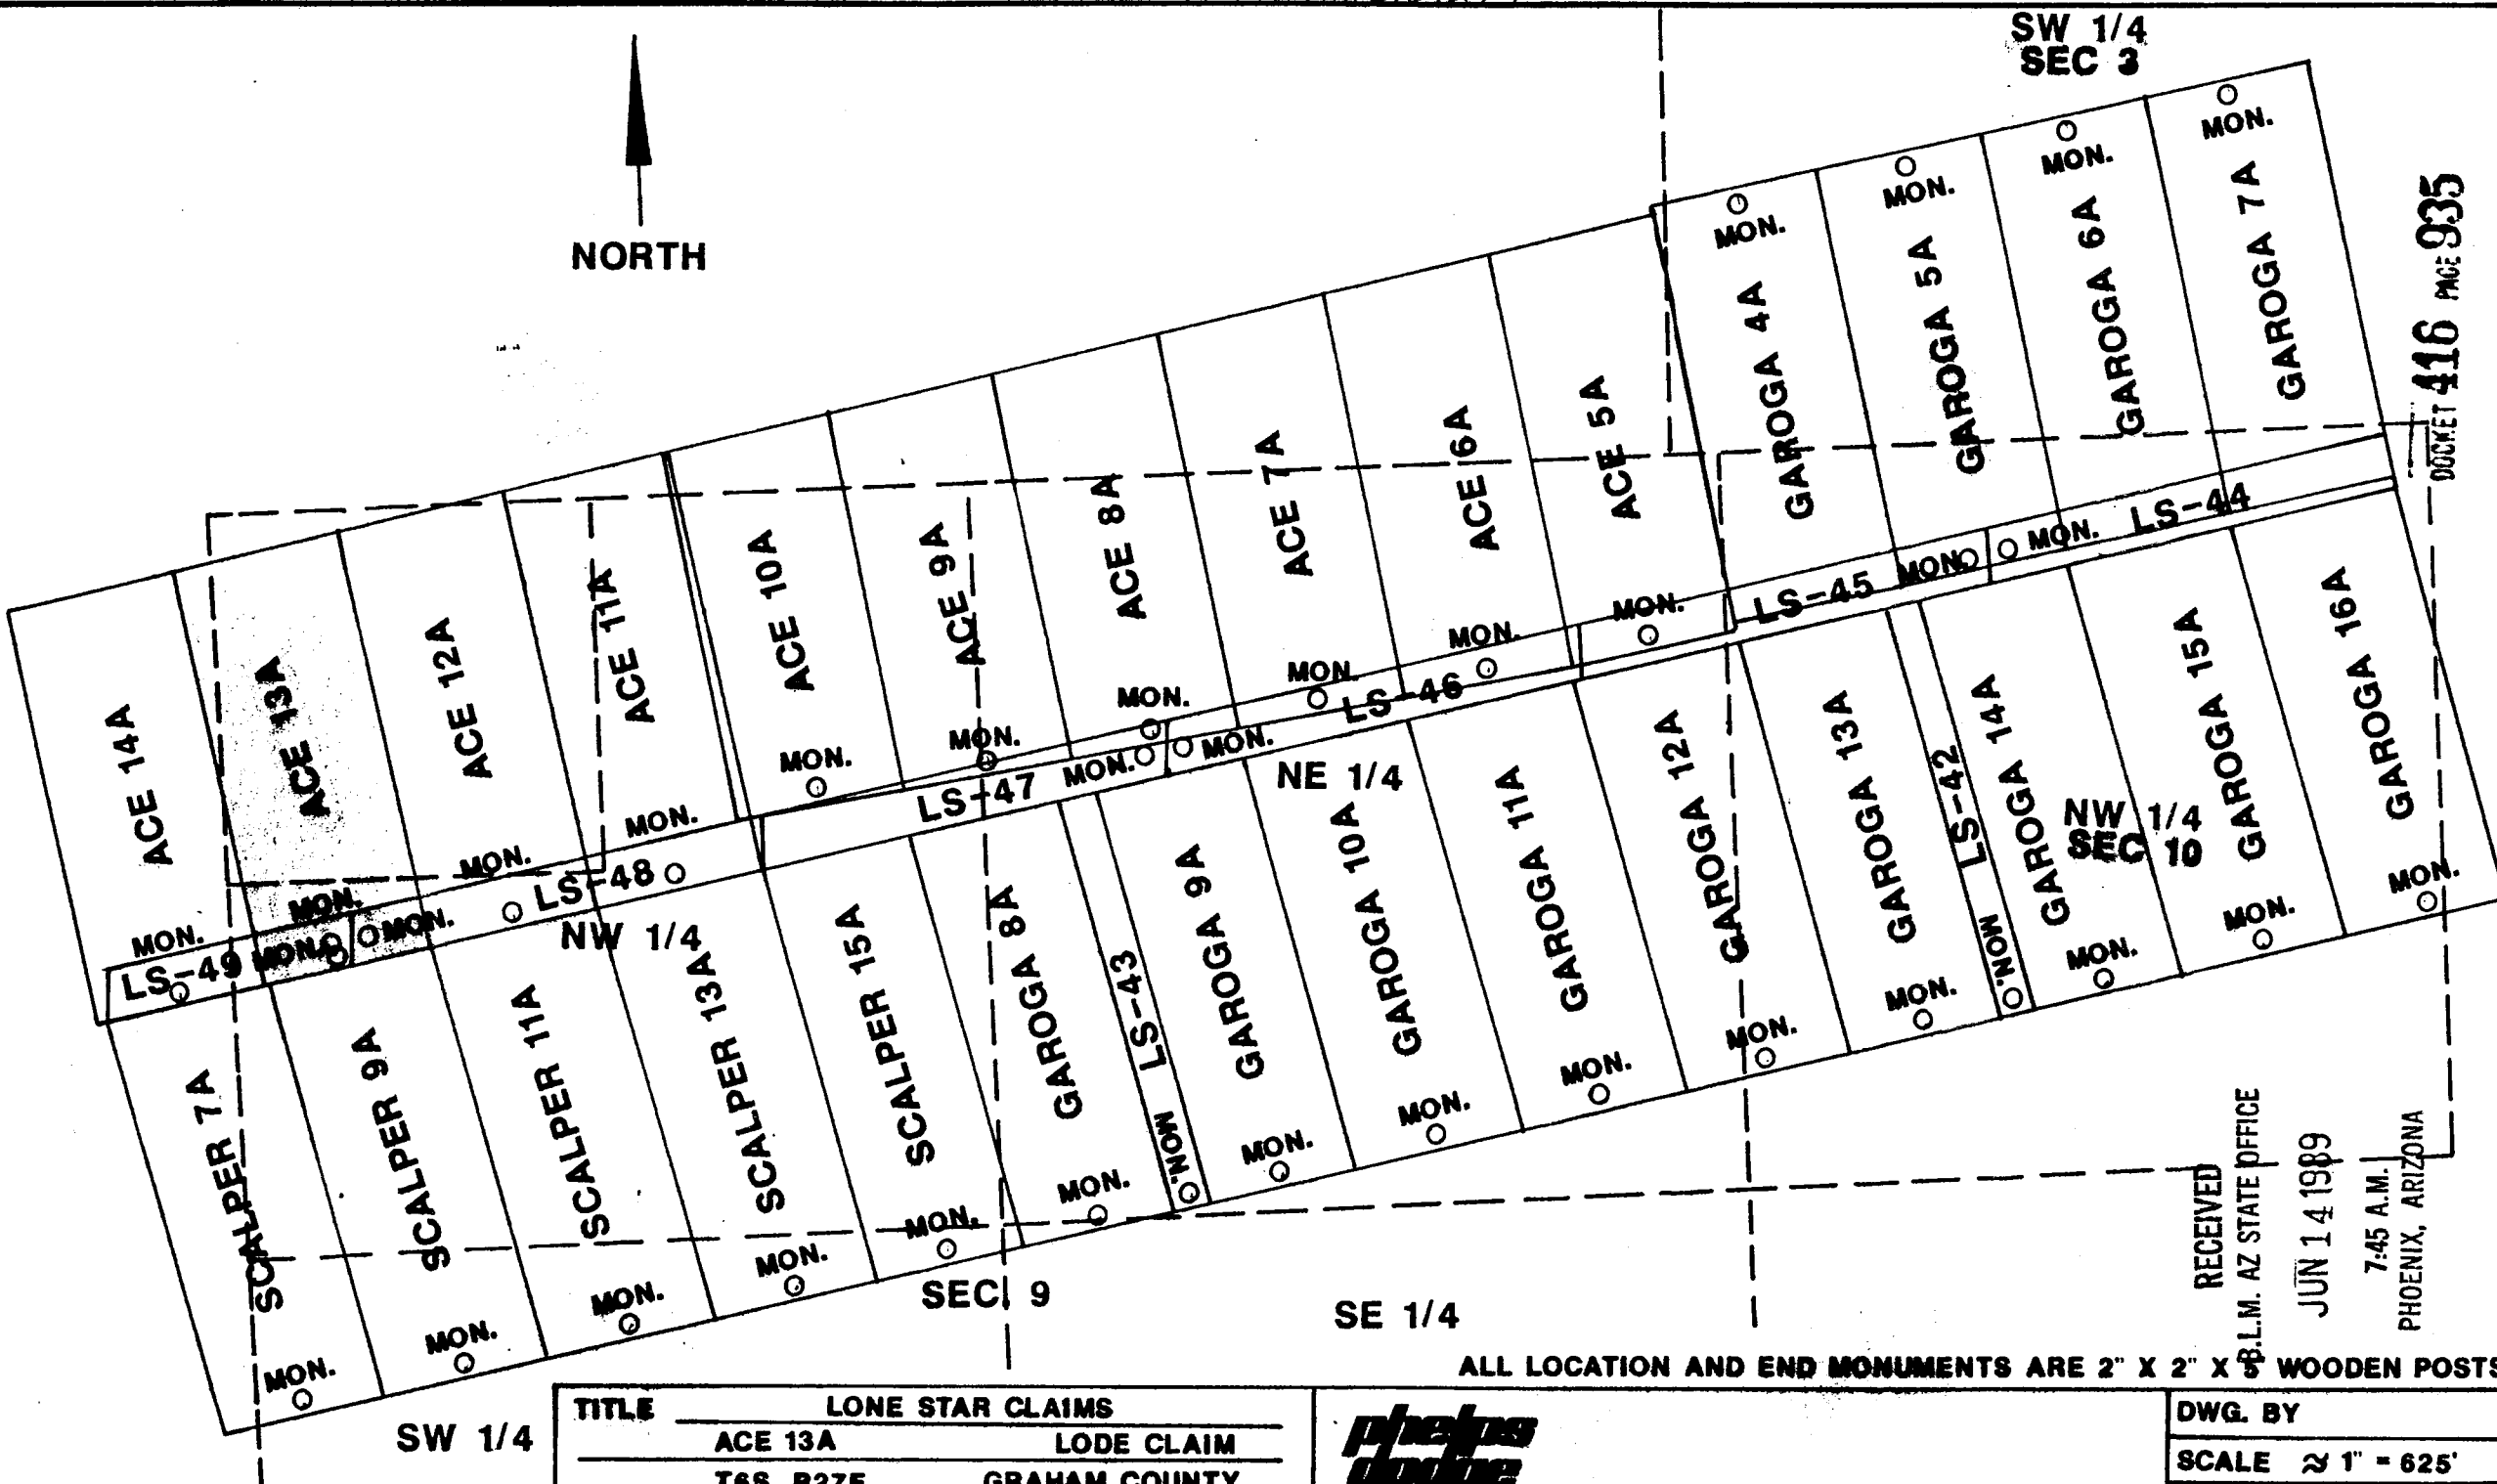 SW 1/4
SEC 3
NORTH
MON.
MON.
MON.
MON.
GAROGA 4A
GAROGA 5A
GAROGA 6A
GAROGA 7A
DOCKET 416 PAGE 935
ACE 14A
ACE 13A
ACE 12A
ACE 11A
ACE 10A
ACE 9A
ACE 8A
ACE 7A
ACE 6A
ACE 5A
MON.
MON.
MON.
MON.
MON.
MON.
MON.
MON.
MON.
MON.
LS-49
MON.
MON.
LS-48
LS-47
MON.
MON.
LS-46
LS-45
MON.
MON.
LS-44
NW 1/4
NE 1/4
NW 1/4
SEC 10
SCALPER 7A
SCALPER 9A
SCALPER 11A
SCALPER 13A
SCALPER 15A
GAROGA 8A
LS-43
MON.
GAROGA 9A
GAROGA 10A
GAROGA 11A
GAROGA 12A
GAROGA 13A
LS-42
MON.
GAROGA 14A
GAROGA 15A
GAROGA 16A
MON.
MON.
MON.
MON.
MON.
MON.
MON.
MON.
MON.
MON.
MON.
MON.
MON.
MON.
SEC 9
SE 1/4
SW 1/4
RECEIVED
B.L.M. AZ STATE OFFICE
JUN 14 1989
7:45 A.M.
PHOENIX, ARIZONA
ALL LOCATION AND END MONUMENTS ARE 2" X 2" X 5' WOODEN POSTS
TITLE LONE STAR CLAIMS
ACE 13A LODE CLAIM
T6S R27E GRAHAM COUNTY
phelps
dodge
DWG. BY
SCALE ≈ 1" = 625'